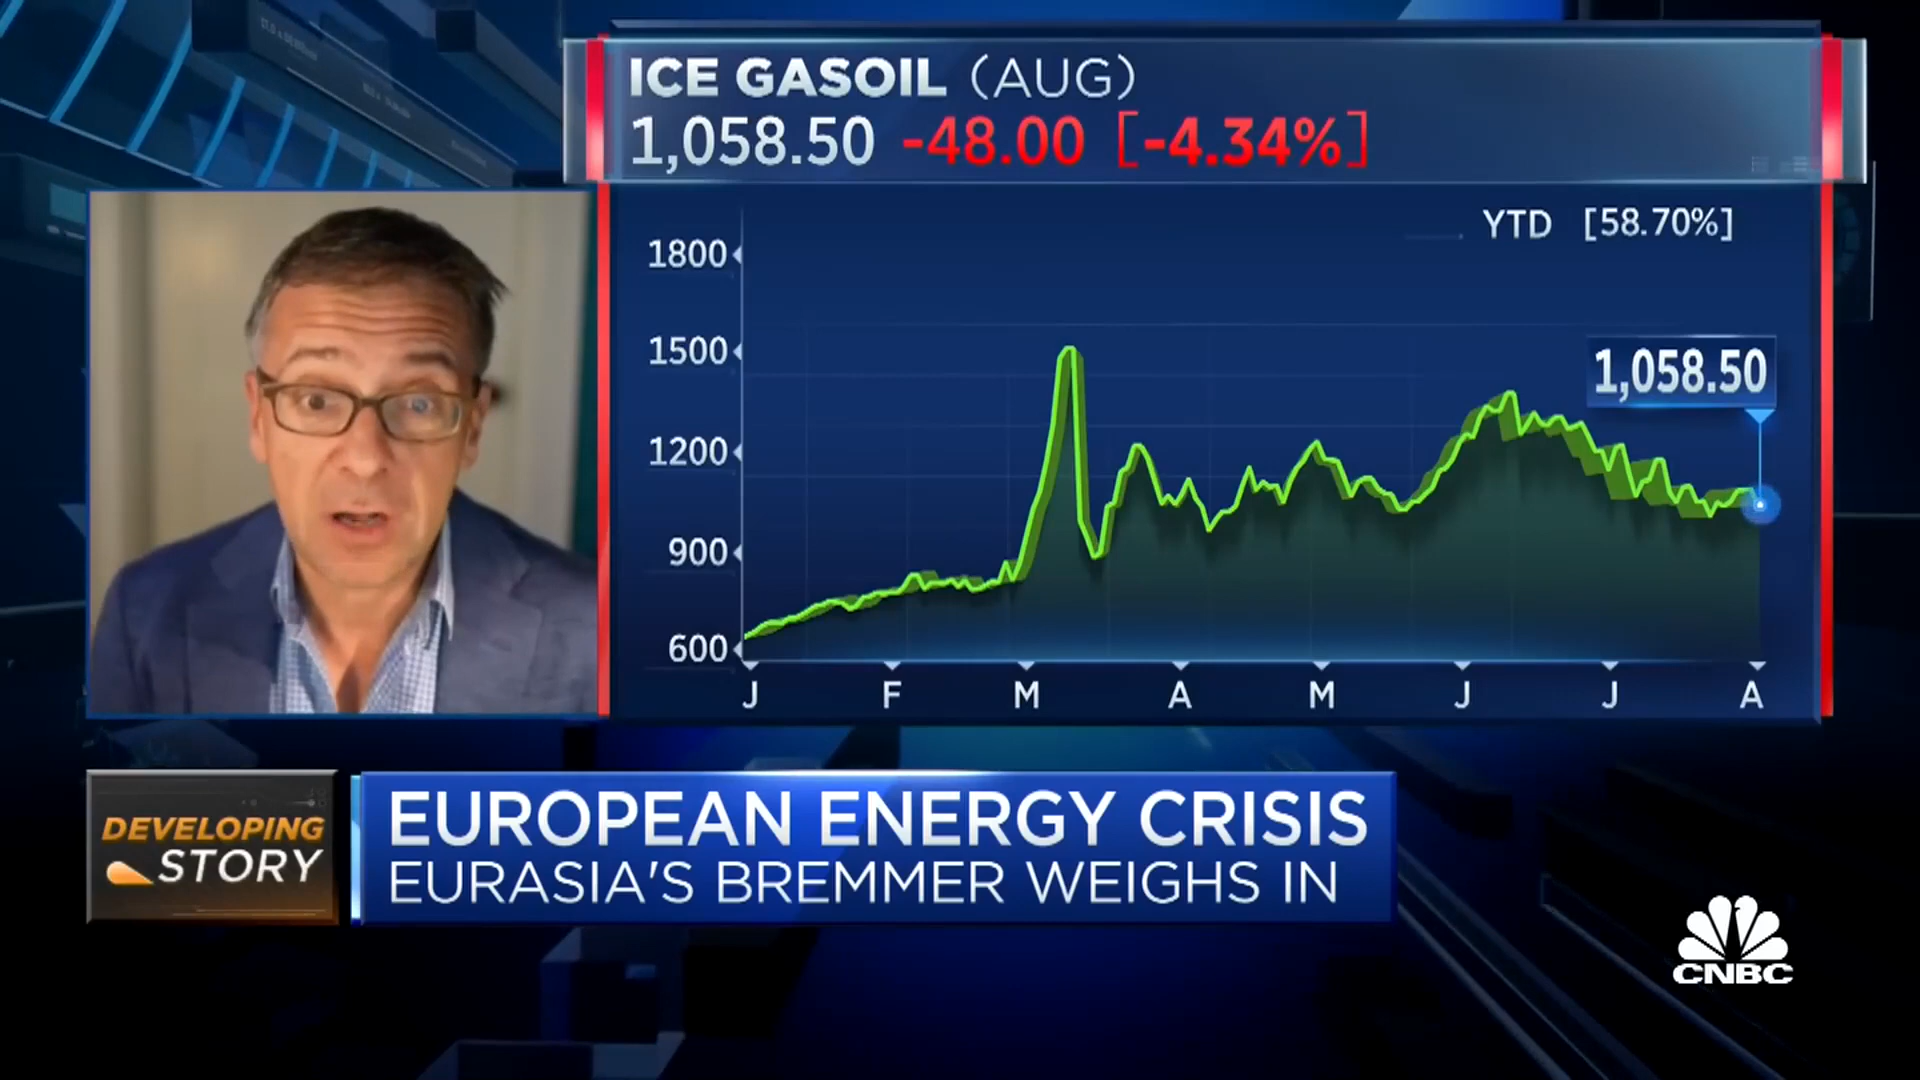 ICE GASOIL (AUG)
1,058.50 -48.00 [-4.34%]
YTD [58.70%]
1800
1500
1200
900
600
1,058.50
J F M A M J J A
DEVELOPING
STORY
EUROPEAN ENERGY CRISIS
EURASIA'S BREMMER WEIGHS IN
CNBC